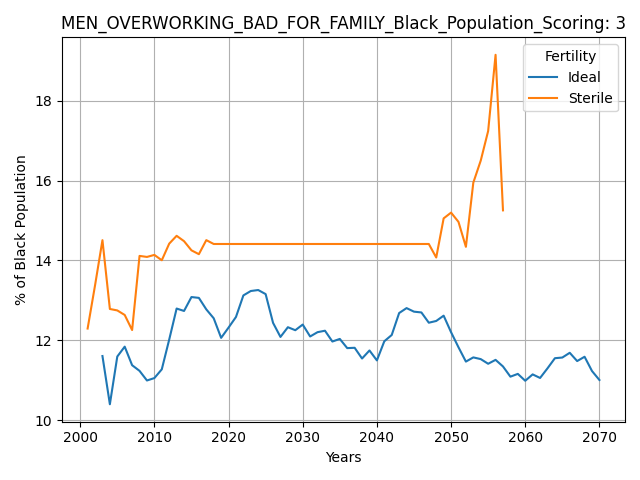 MEN_OVERWORKING_BAD_FOR_FAMILY_Black_Population_Scoring: 3
Fertility
Ideal
Sterile
% of Black Population
18
16
14
12
10
2000 2010 2020 2030 2040 2050 2060 2070
Years